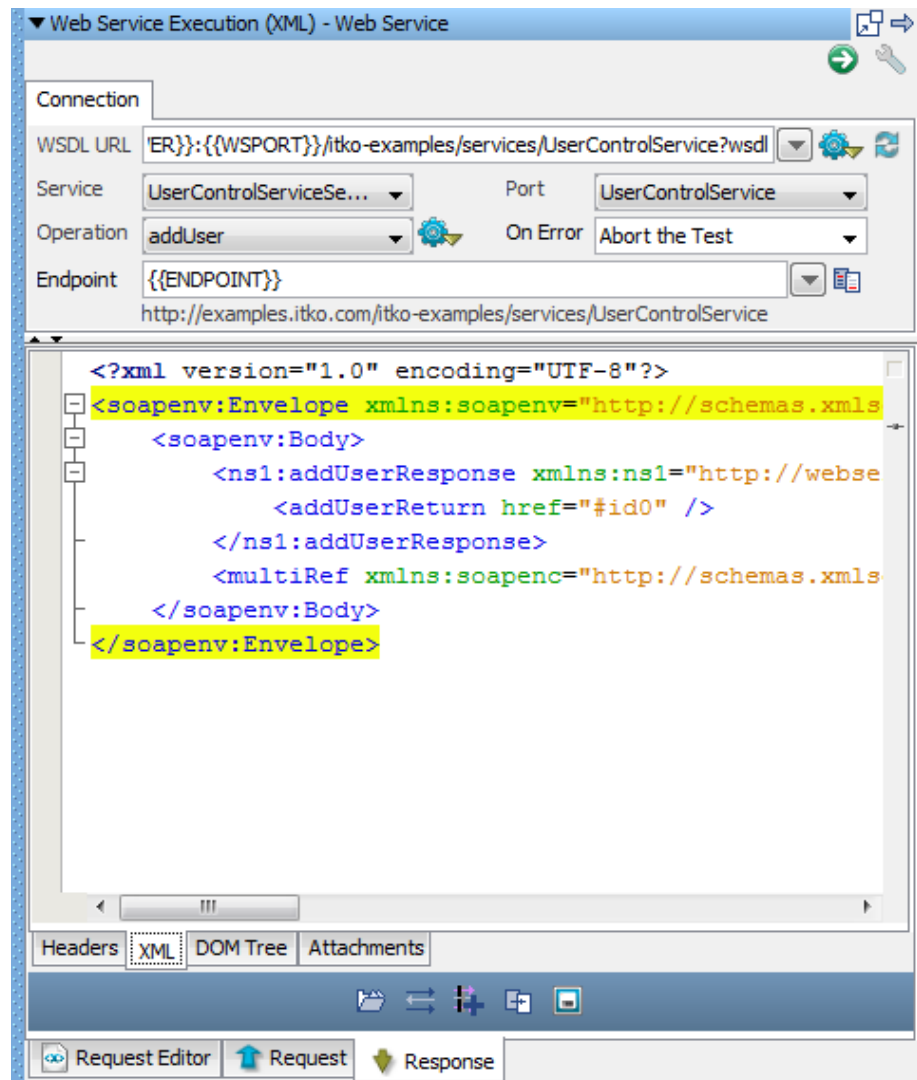 Web Service Execution (XML) - Web Service
Connection
WSDL URL 'ER}}:{{WSPORT}}/itko-examples/services/UserControlService?wsdl
Service UserControlServiceSe... Port UserControlService
Operation addUser On Error Abort the Test
Endpoint {{ENDPOINT}}
http://examples.itko.com/itko-examples/services/UserControlService
<?xml version="1.0" encoding="UTF-8"?>
<soapenv:Envelope xmlns:soapenv="http://schemas.xmls
<soapenv:Body>
<ns1:addUserResponse xmlns:ns1="http://webse
<addUserReturn href="#id0" />
</ns1:addUserResponse>
<multiRef xmlns:soapenc="http://schemas.xmls
</soapenv:Body>
</soapenv:Envelope>
Headers XML DOM Tree Attachments
Request Editor Request Response